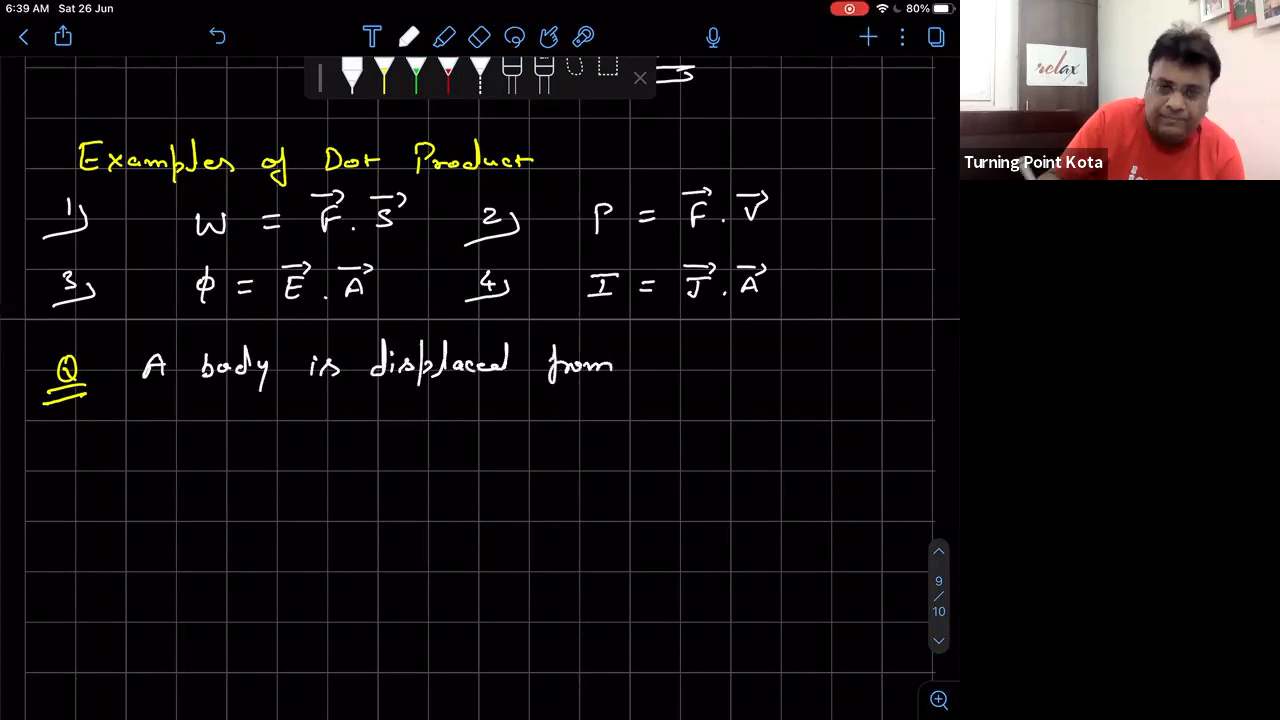 6:39 AM Sat 26 Jun
80%
relax
Turning Point Kota
Examples of Dot Product
1) W = F⃗ . S⃗ 2) P = F⃗ . V⃗
3) φ = E⃗ . A⃗ 4) I = J⃗ . A⃗
Q A body is displaced from
9
/
10